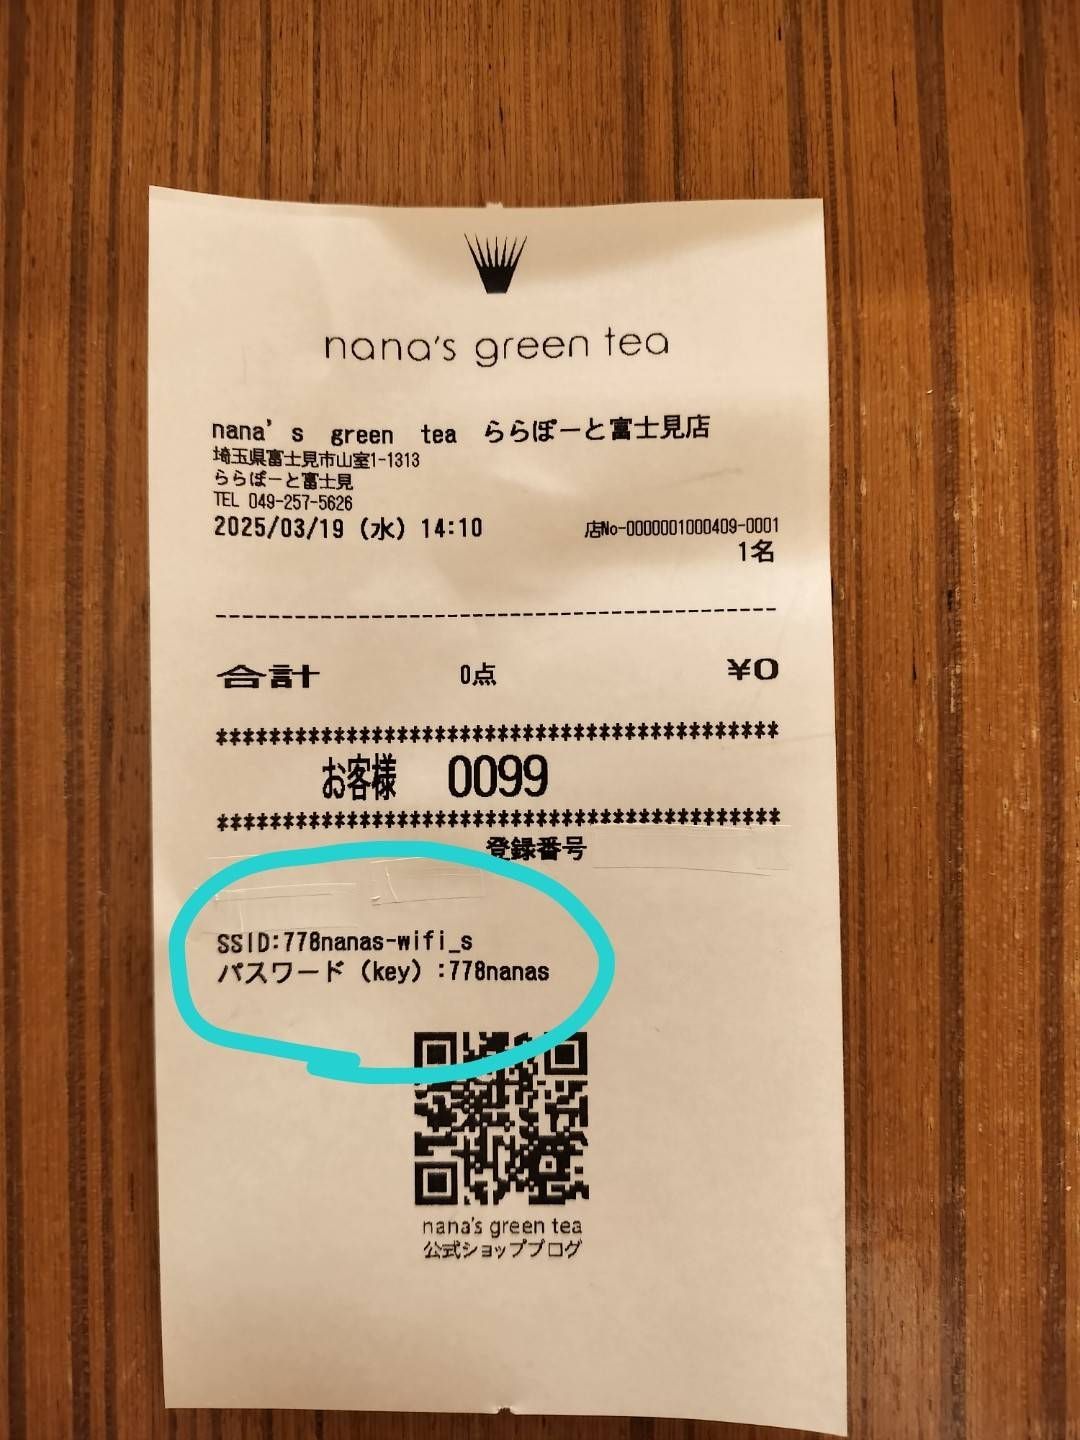 nana's green tea
nana's green tea ららぽーと富士見店
埼玉県富士見市山室1-1313
ららぽーと富士見
TEL 049-257-5626
2025/03/19 (水) 14:10 店No-0000001000409-0001
1名
合計 0点 ¥0
********************************************
お客様 0099
********************************************
登録番号
SSID:778nanas-wifi_s
パスワード (key) :778nanas
nana's green tea
公式ショップブログ